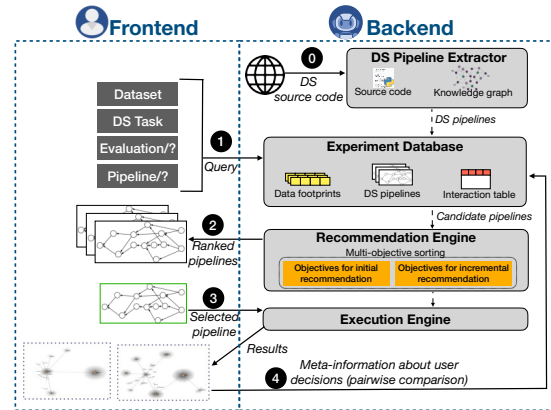 Frontend
Backend
0
DS
source code
DS Pipeline Extractor
Source code
Knowledge graph
DS pipelines
Dataset
DS Task
Evaluation/?
Pipeline/?
1
Query
Experiment Database
Data footprints
DS pipelines
Interaction table
Candidate pipelines
2
Ranked
pipelines
Recommendation Engine
Multi-objective sorting
Objectives for initial
recommendation
Objectives for incremental
recommendation
3
Selected
pipeline
Execution Engine
Results
4
Meta-information about user
decisions (pairwise comparison)